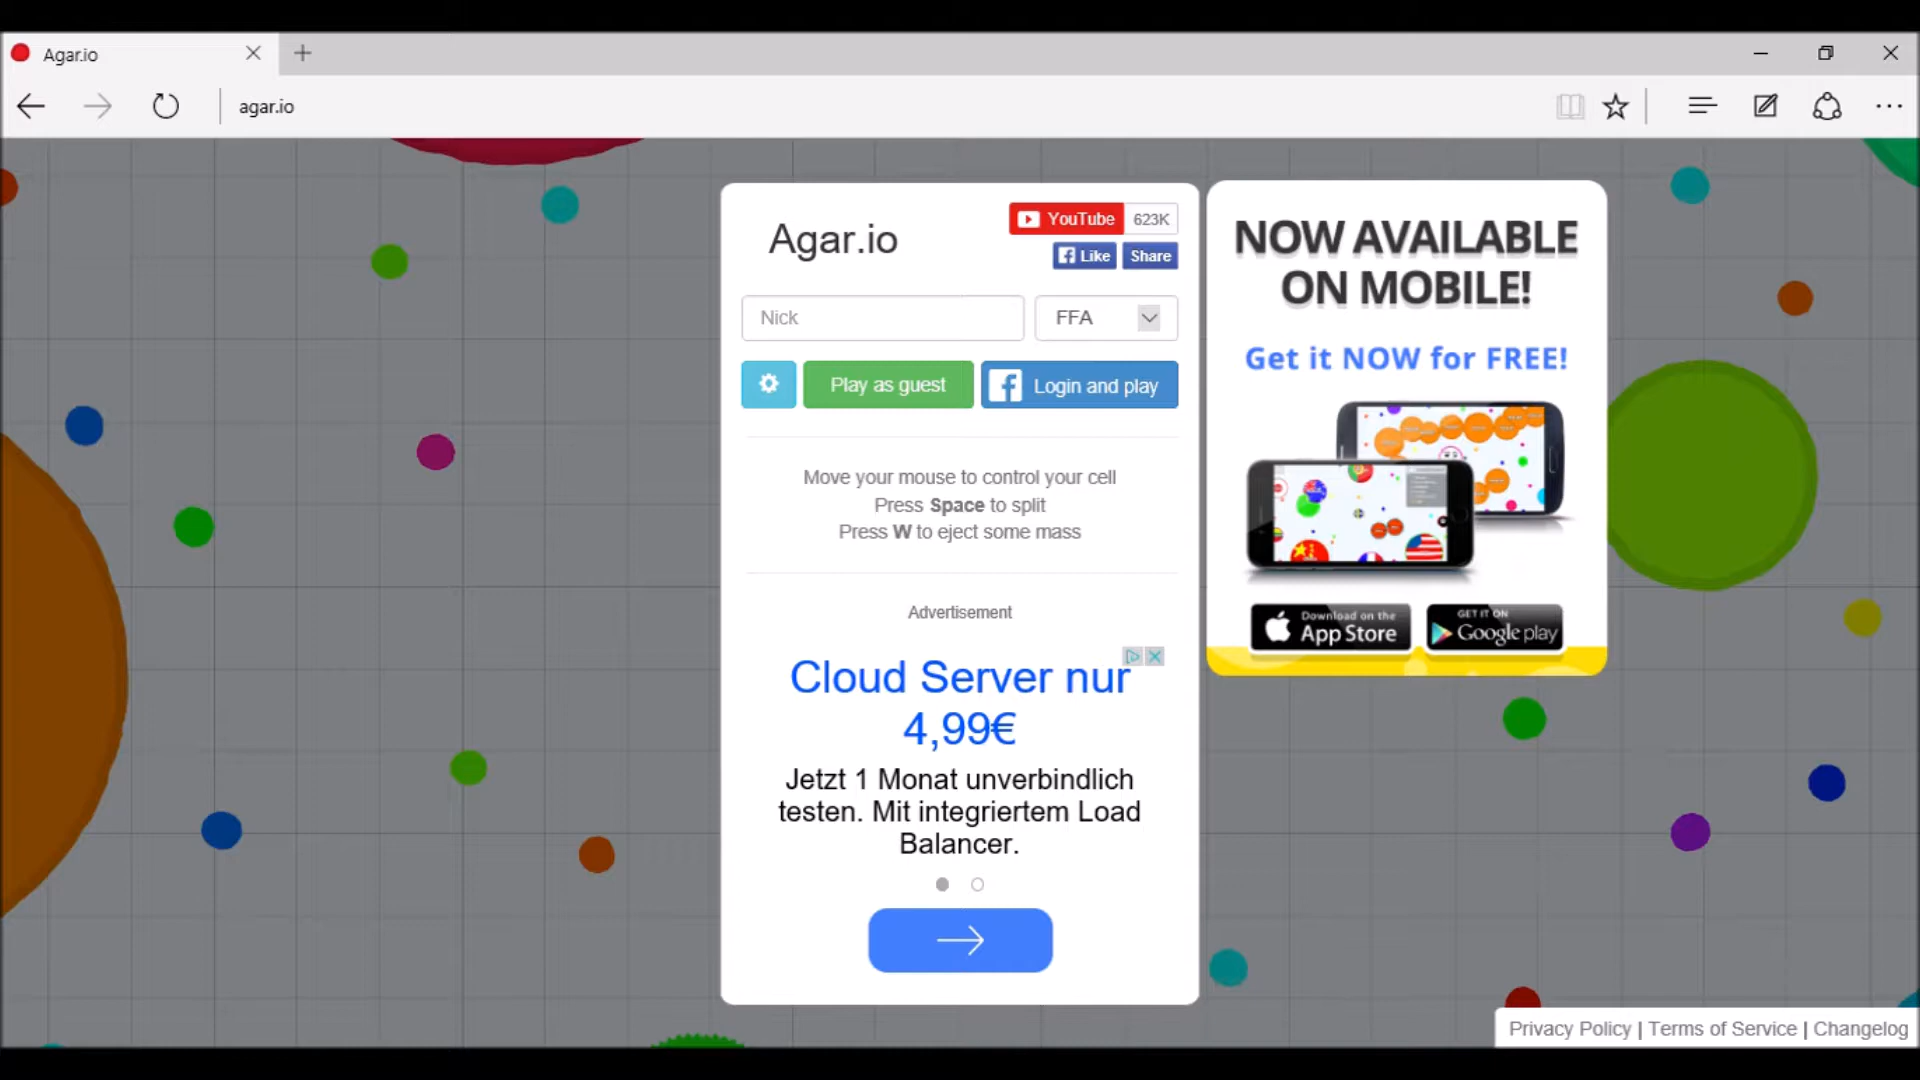 Agar.io
agar.io
Agar.io
YouTube 623K
Like Share
Nick FFA
Play as guest Login and play
Move your mouse to control your cell
Press Space to split
Press W to eject some mass
Advertisement
Cloud Server nur
4,99€
Jetzt 1 Monat unverbindlich
testen. Mit integriertem Load
Balancer.
NOW AVAILABLE
ON MOBILE!
Get it NOW for FREE!
Download on the
App Store
GET IT ON
Google play
Privacy Policy | Terms of Service | Changelog